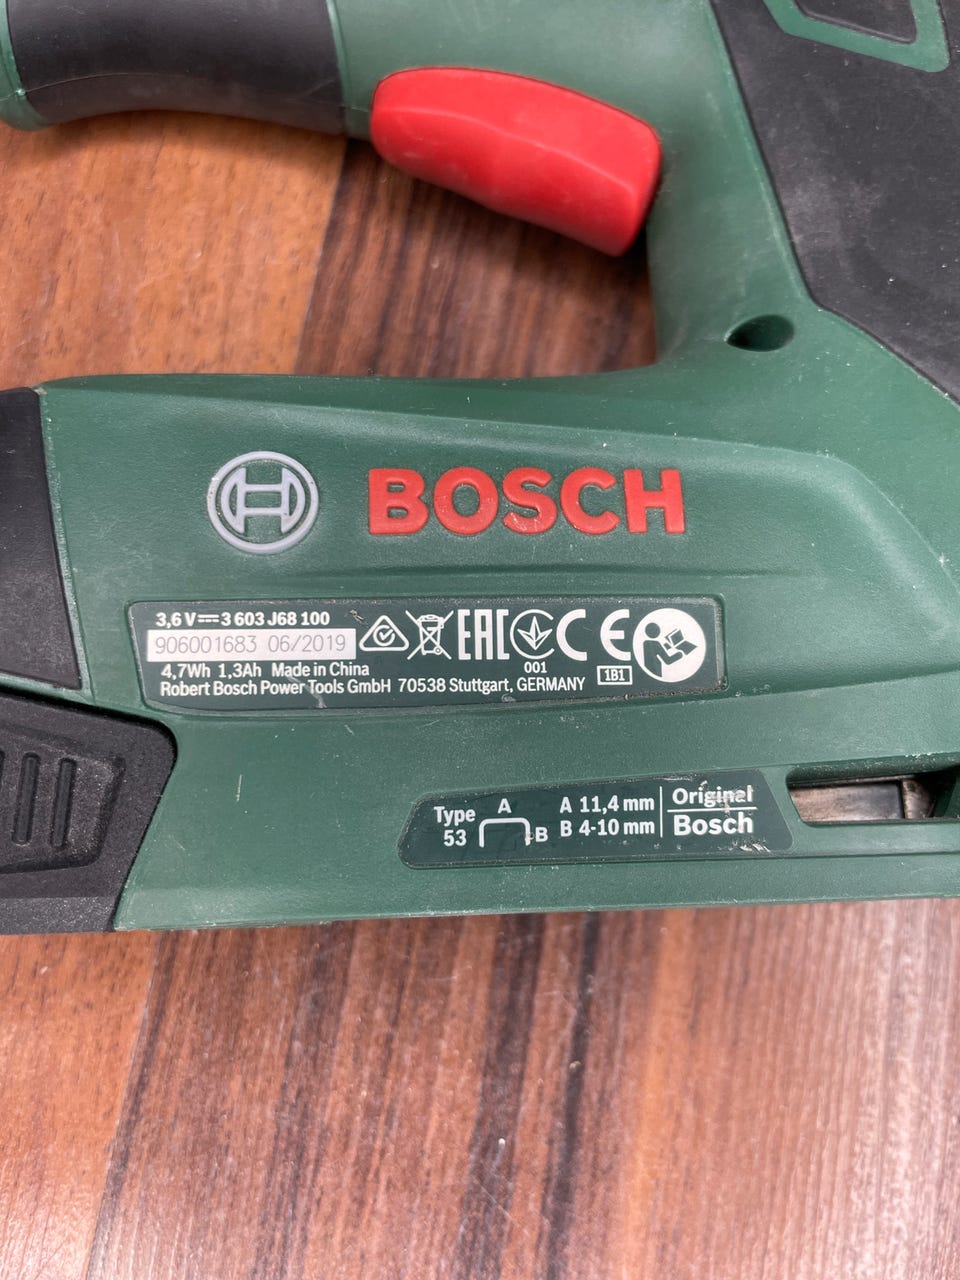 BOSCH
3,6 V⎓3 603 J68 100
906001683 06/2019
4,7Wh 1,3Ah Made in China
Robert Bosch Power Tools GmbH 70538 Stuttgart, GERMANY
EAC
001
CE
1B1
Type
53
A
B
A 11,4 mm
B 4-10 mm
Original
Bosch